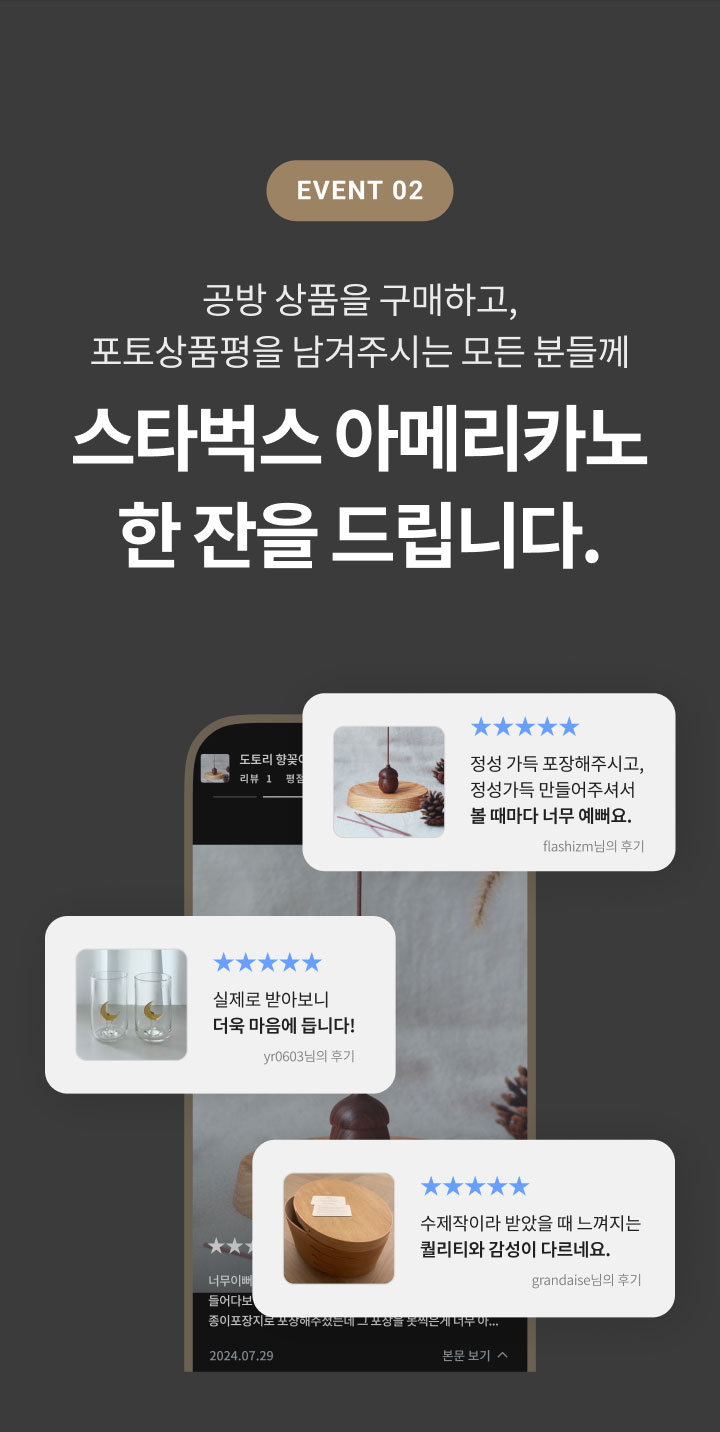 EVENT 02
공방 상품을 구매하고,
포토상품평을 남겨주시는 모든 분들께
스타벅스 아메리카노
한 잔을 드립니다.
도토리 향꽂
리뷰 1 평점
★★★★★
정성 가득 포장해주시고,
정성가득 만들어주셔서
볼 때마다 너무 예뻐요.
flashizm님의 후기
★★★★★
실제로 받아보니
더욱 마음에 듭니다!
yr0603님의 후기
★★★★★
수제작이라 받았을 때 느껴지는
퀄리티와 감성이 다르네요.
grandaise님의 후기
★★
너무이뻐
들어다보
종이포장지로 포장해주셨는데 그 포장을 못찍은게 너무 아...
2024.07.29
본문 보기